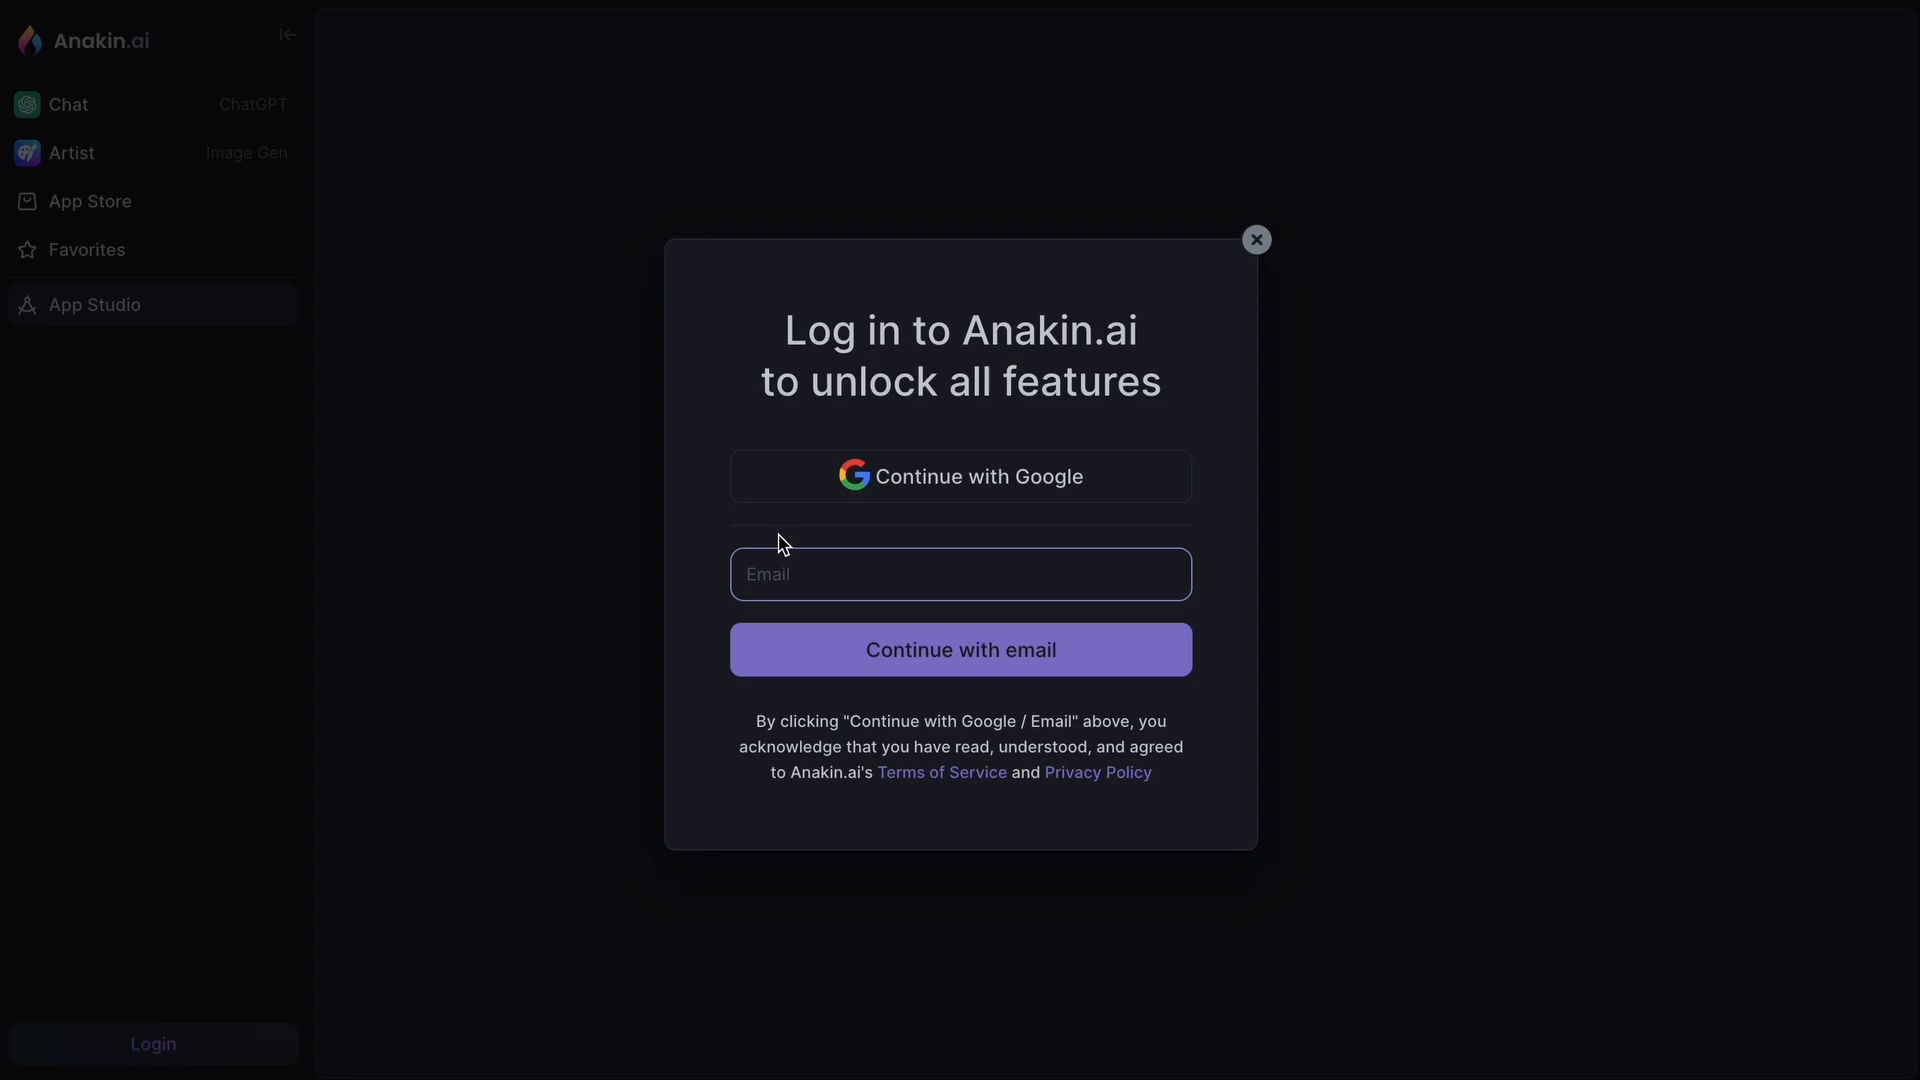 Anakin.ai
Chat ChatGPT
Artist Image Gen
App Store
Favorites
App Studio
Log in to Anakin.ai
to unlock all features
Continue with Google
Email
Continue with email
By clicking "Continue with Google / Email" above, you
acknowledge that you have read, understood, and agreed
to Anakin.ai's Terms of Service and Privacy Policy
Login